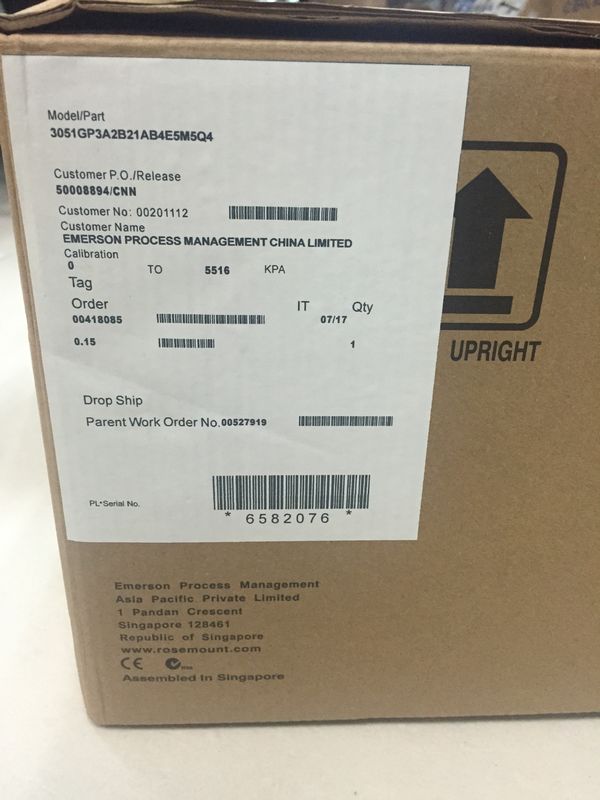 Model/Part
3051GP3A2B21AB4E5M5Q4
Customer P.O./Release
50008894/CNN
Customer No: 00201112
Customer Name
EMERSON PROCESS MANAGEMENT CHINA LIMITED
Calibration
0 TO 5516 KPA
Tag
Order IT Qty
00418085 07/17
0.15 1
Drop Ship
Parent Work Order No.00527919
PL*Serial No.
* 6582076 *
UPRIGHT
Emerson Process Management
Asia Pacific Private Limited
1 Pandan Crescent
Singapore 128461
Republic of Singapore
www.rosemount.com
CE
Assembled In Singapore